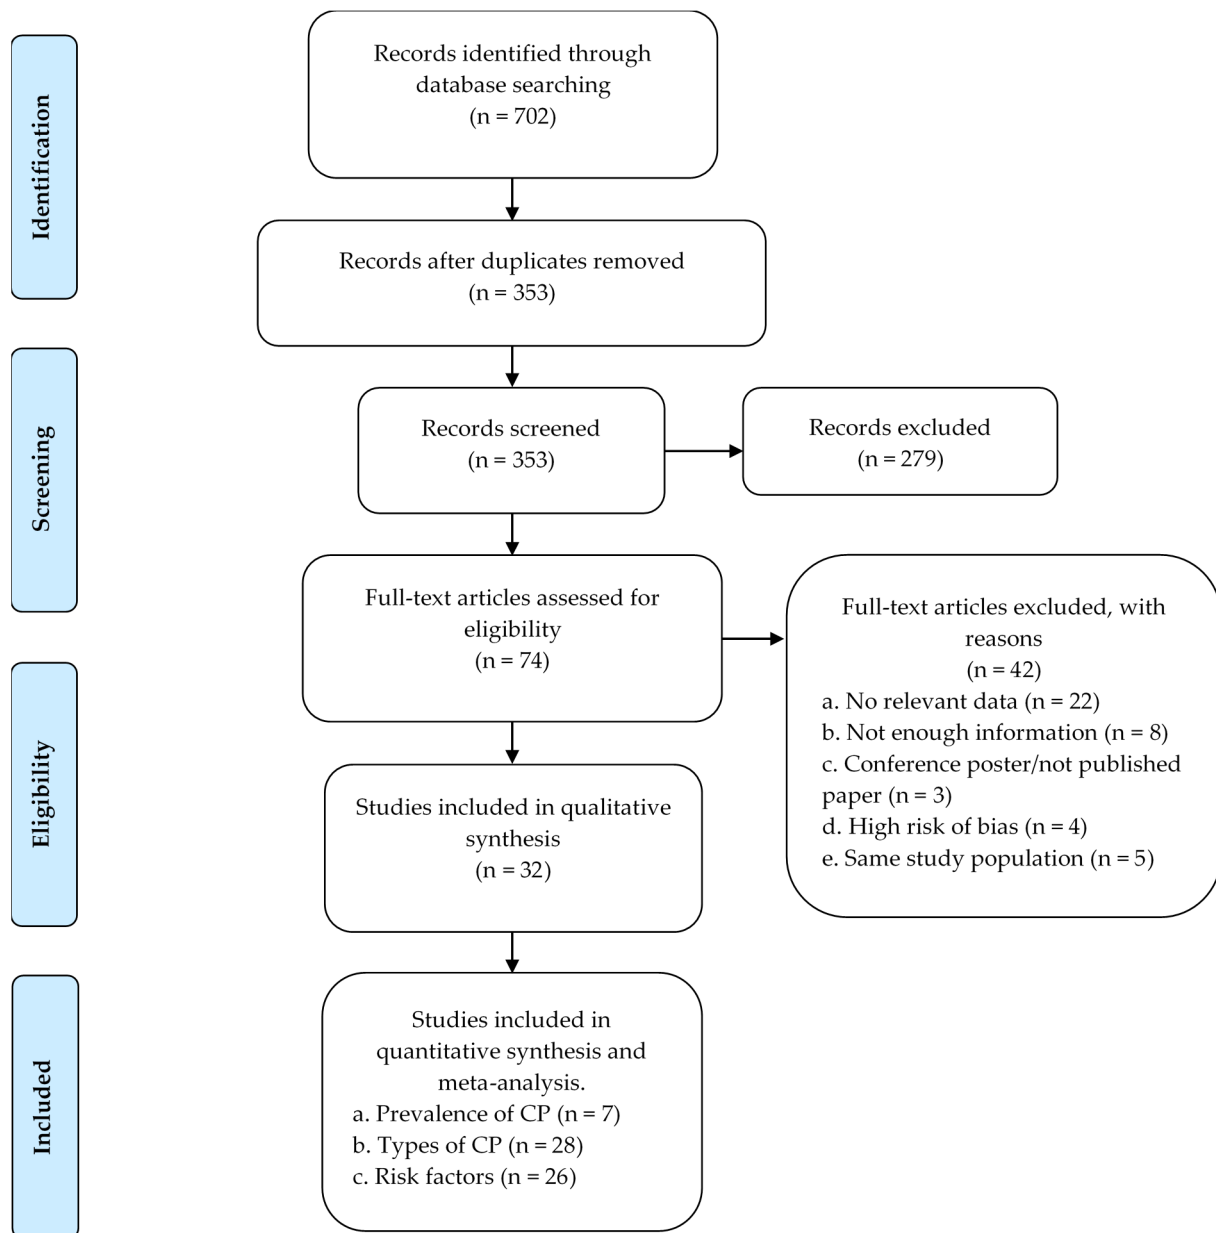 Identification
Records identified through
database searching
(n = 702)
Records after duplicates removed
(n = 353)
Screening
Records screened
(n = 353)
Records excluded
(n = 279)
Full-text articles assessed for
eligibility
(n = 74)
Full-text articles excluded, with
reasons
(n = 42)
a. No relevant data (n = 22)
b. Not enough information (n = 8)
c. Conference poster/not published
paper (n = 3)
d. High risk of bias (n = 4)
e. Same study population (n = 5)
Eligibility
Studies included in qualitative
synthesis
(n = 32)
Included
Studies included in
quantitative synthesis and
meta-analysis.
a. Prevalence of CP (n = 7)
b. Types of CP (n = 28)
c. Risk factors (n = 26)